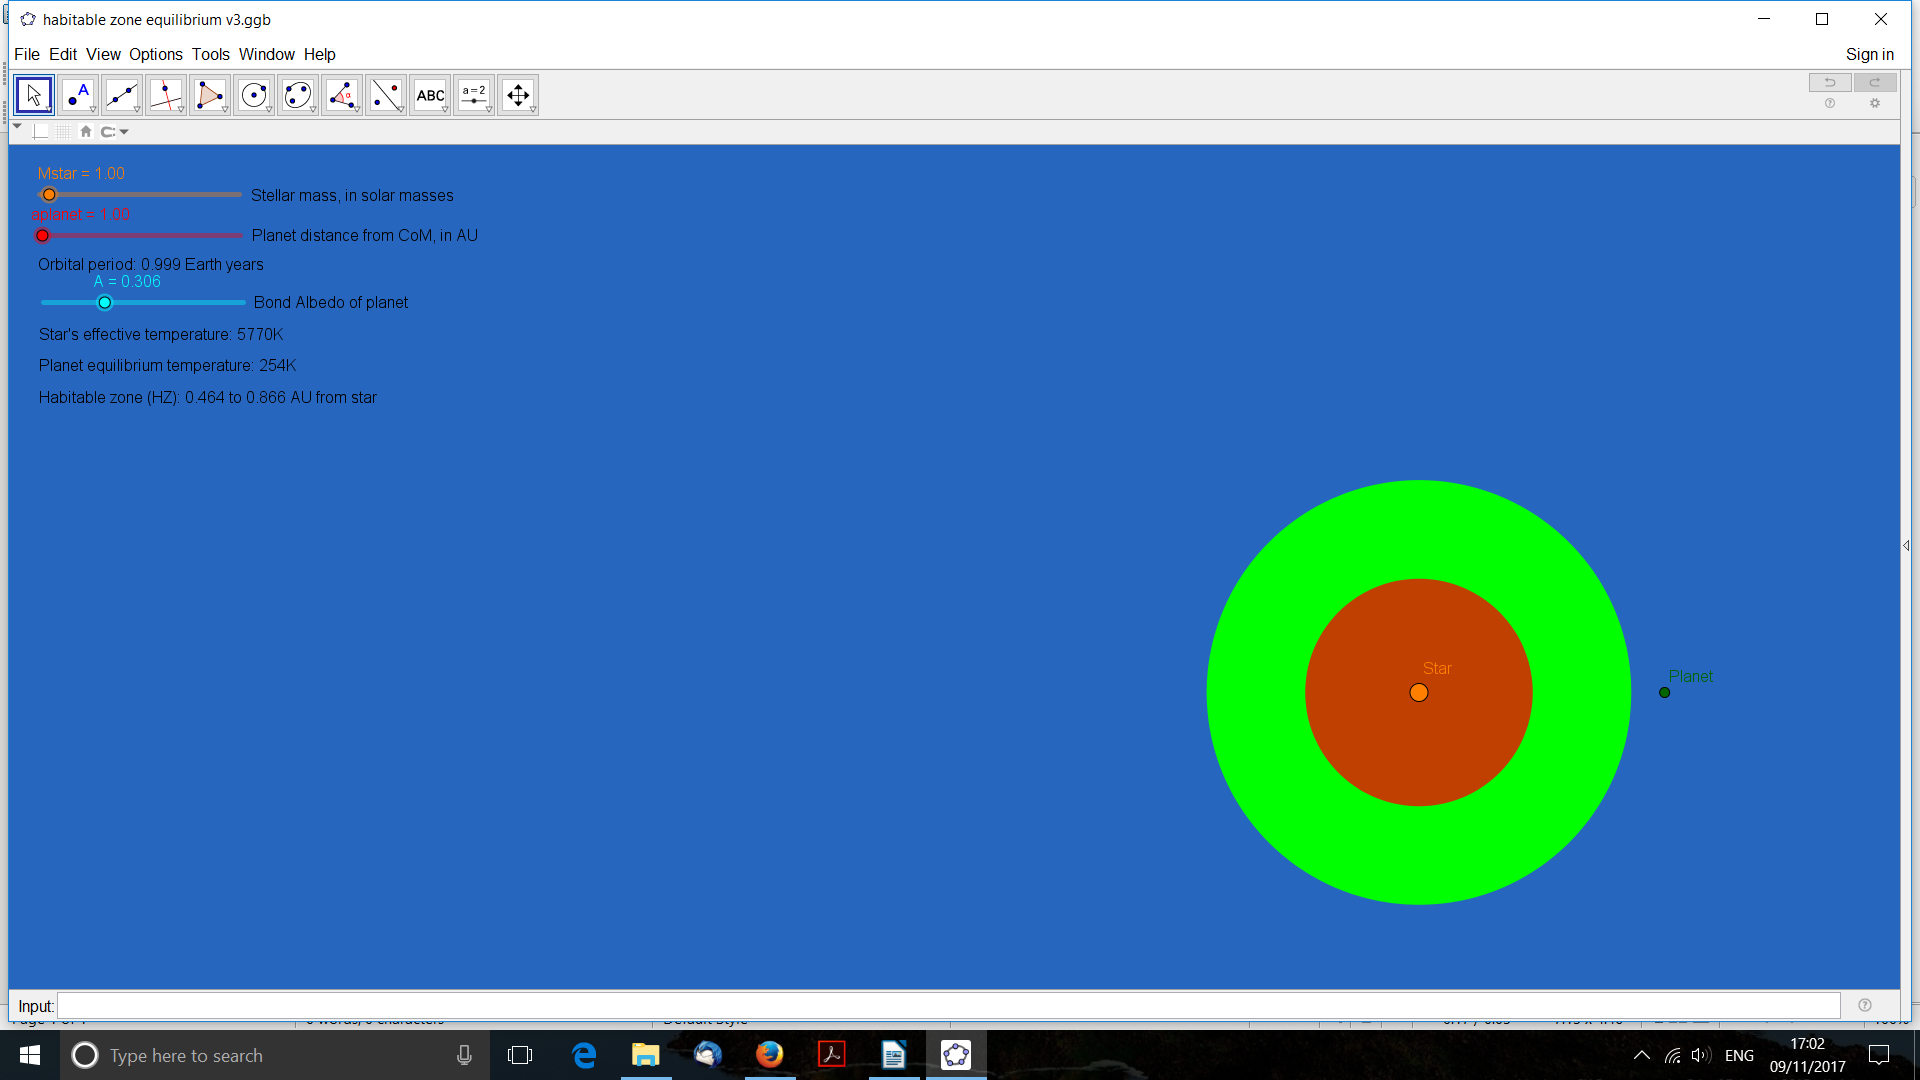 habitable zone equilibrium v3.ggb
File Edit View Options Tools Window Help
Sign in
A
α
ABC
a=2
Mstar = 1.00
Stellar mass, in solar masses
aplanet = 1.00
Planet distance from CoM, in AU
Orbital period: 0.999 Earth years
A = 0.306
Bond Albedo of planet
Star's effective temperature: 5770K
Planet equilibrium temperature: 254K
Habitable zone (HZ): 0.464 to 0.866 AU from star
Star
Planet
Input:
Type here to search
ENG
17:02
09/11/2017